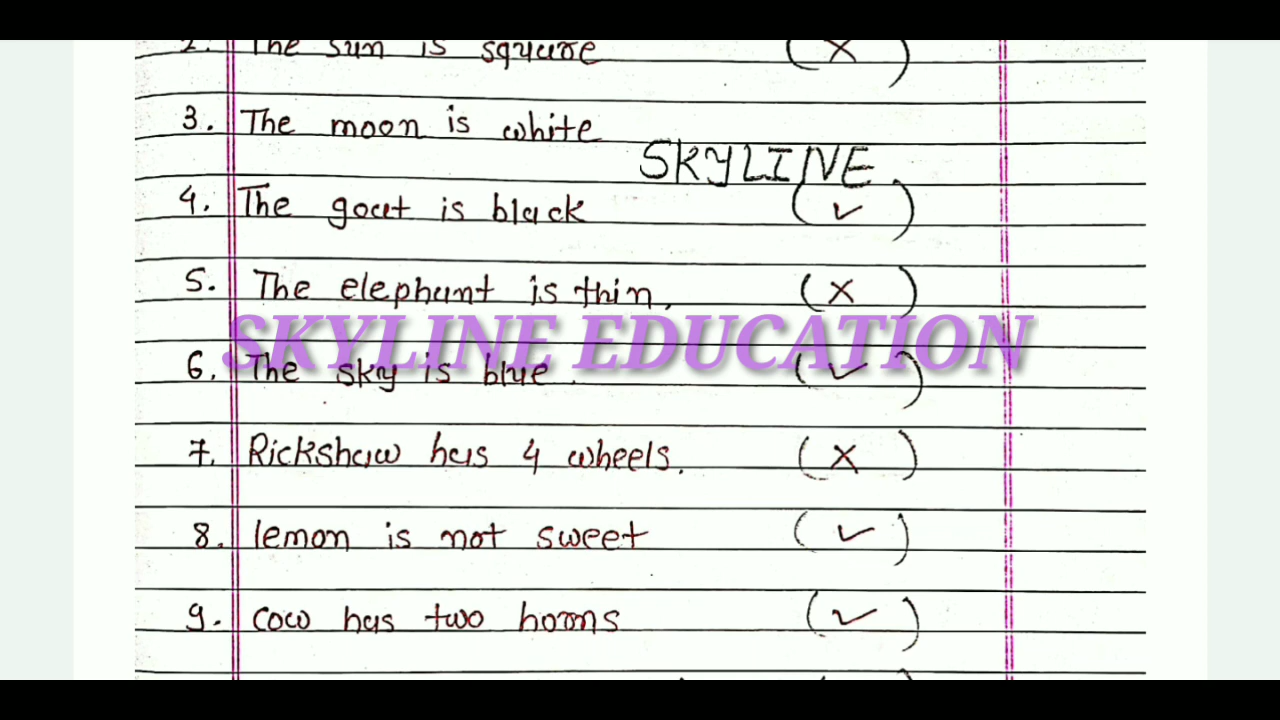 2. The sun is square (×)
3. The moon is white
SKYLINE
4. The goat is black (✓)
5. The elephant is thin. (×)
SKYLINE EDUCATION
6. The sky is blue. (✓)
7. Rickshaw has 4 wheels. (×)
8. lemon is not sweet (✓)
9. cow has two horns (✓)